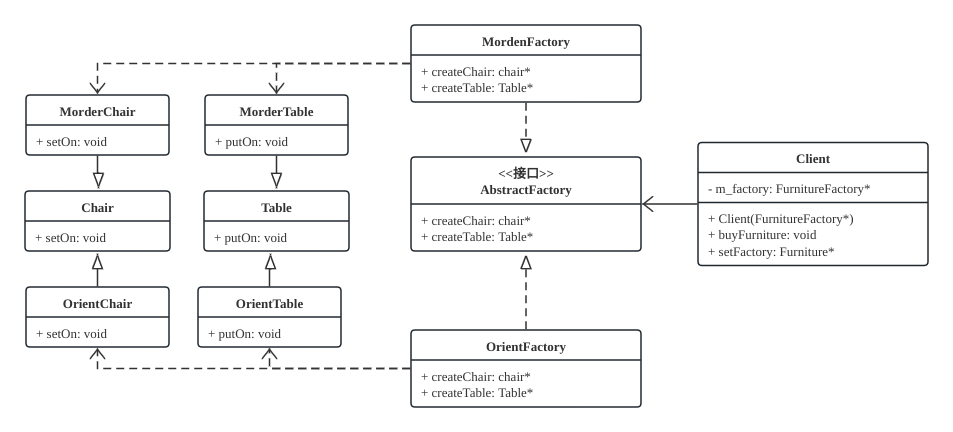 MordenFactory
+ createChair: chair*
+ createTable: Table*
MorderChair
+ setOn: void
MorderTable
+ putOn: void
<<接口>>
AbstractFactory
+ createChair: chair*
+ createTable: Table*
Client
- m_factory: FurnitureFactory*
+ Client(FurnitureFactory*)
+ buyFurniture: void
+ setFactory: Furniture*
Chair
+ setOn: void
Table
+ putOn: void
OrientChair
+ setOn: void
OrientTable
+ putOn: void
OrientFactory
+ createChair: chair*
+ createTable: Table*